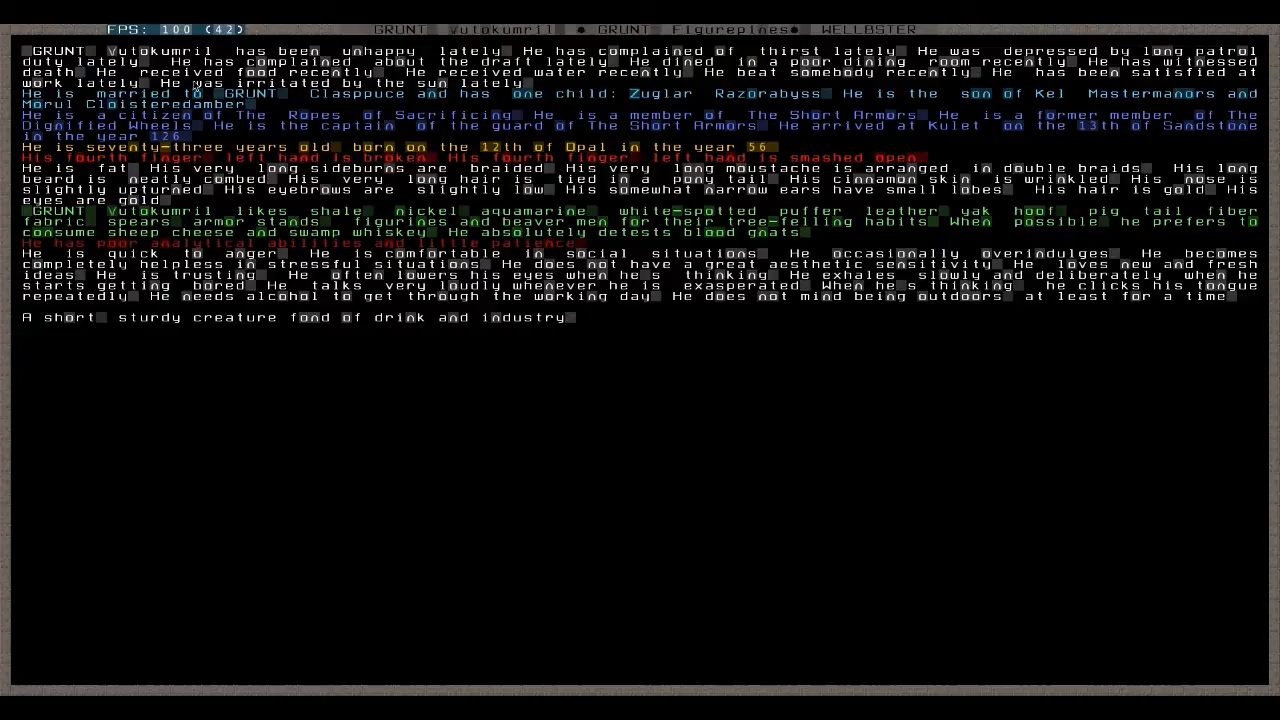 FPS: 100 (42) GRUNT Vutokumril ● GRUNT Figurepines● WELLBSTER
GRUNT Vutokumril has been unhappy lately He has complained of thirst lately He was depressed by long patrol
duty lately He has complained about the draft lately He dined in a poor dining room recently He has witnessed
death He received food recently He received water recently He beat somebody recently He has been satisfied at
work lately He was irritated by the sun lately
He is married to GRUNT Clasppuce and has one child: Zuglar Razorabyss He is the son of Kel Mastermanors and
Morul Cloisteredamber
He is a citizen of The Ropes of Sacrificing He is a member of The Short Armors He is a former member of The
Dignified Wheels He is the captain of the guard of The Short Armors He arrived at Kulet on the 13th of Sandstone
in the year 126
He is seventy-three years old born on the 12th of Opal in the year 56
His fourth finger left hand is broken His fourth finger left hand is smashed open
He is fat His very long sideburns are braided His very long moustache is arranged in double braids His long
beard is neatly combed His very long hair is tied in a pony tail His cinnamon skin is wrinkled His nose is
slightly upturned His eyebrows are slightly low His somewhat narrow ears have small lobes His hair is gold His
eyes are gold
GRUNT Vutokumril likes shale nickel aquamarine white-spotted puffer leather yak hoof pig tail fiber
fabric spears armor stands figurines and beaver men for their tree-felling habits When possible he prefers to
consume sheep cheese and swamp whiskey He absolutely detests blood gnats
He has poor analytical abilities and little patience
He is quick to anger He is comfortable in social situations He occasionally overindulges He becomes
completely helpless in stressful situations He does not have a great aesthetic sensitivity He loves new and fresh
ideas He is trusting He often lowers his eyes when he s thinking He exhales slowly and deliberately when he
starts getting bored He talks very loudly whenever he is exasperated When he s thinking he clicks his tongue
repeatedly He needs alcohol to get through the working day He does not mind being outdoors at least for a time
A short sturdy creature fond of drink and industry